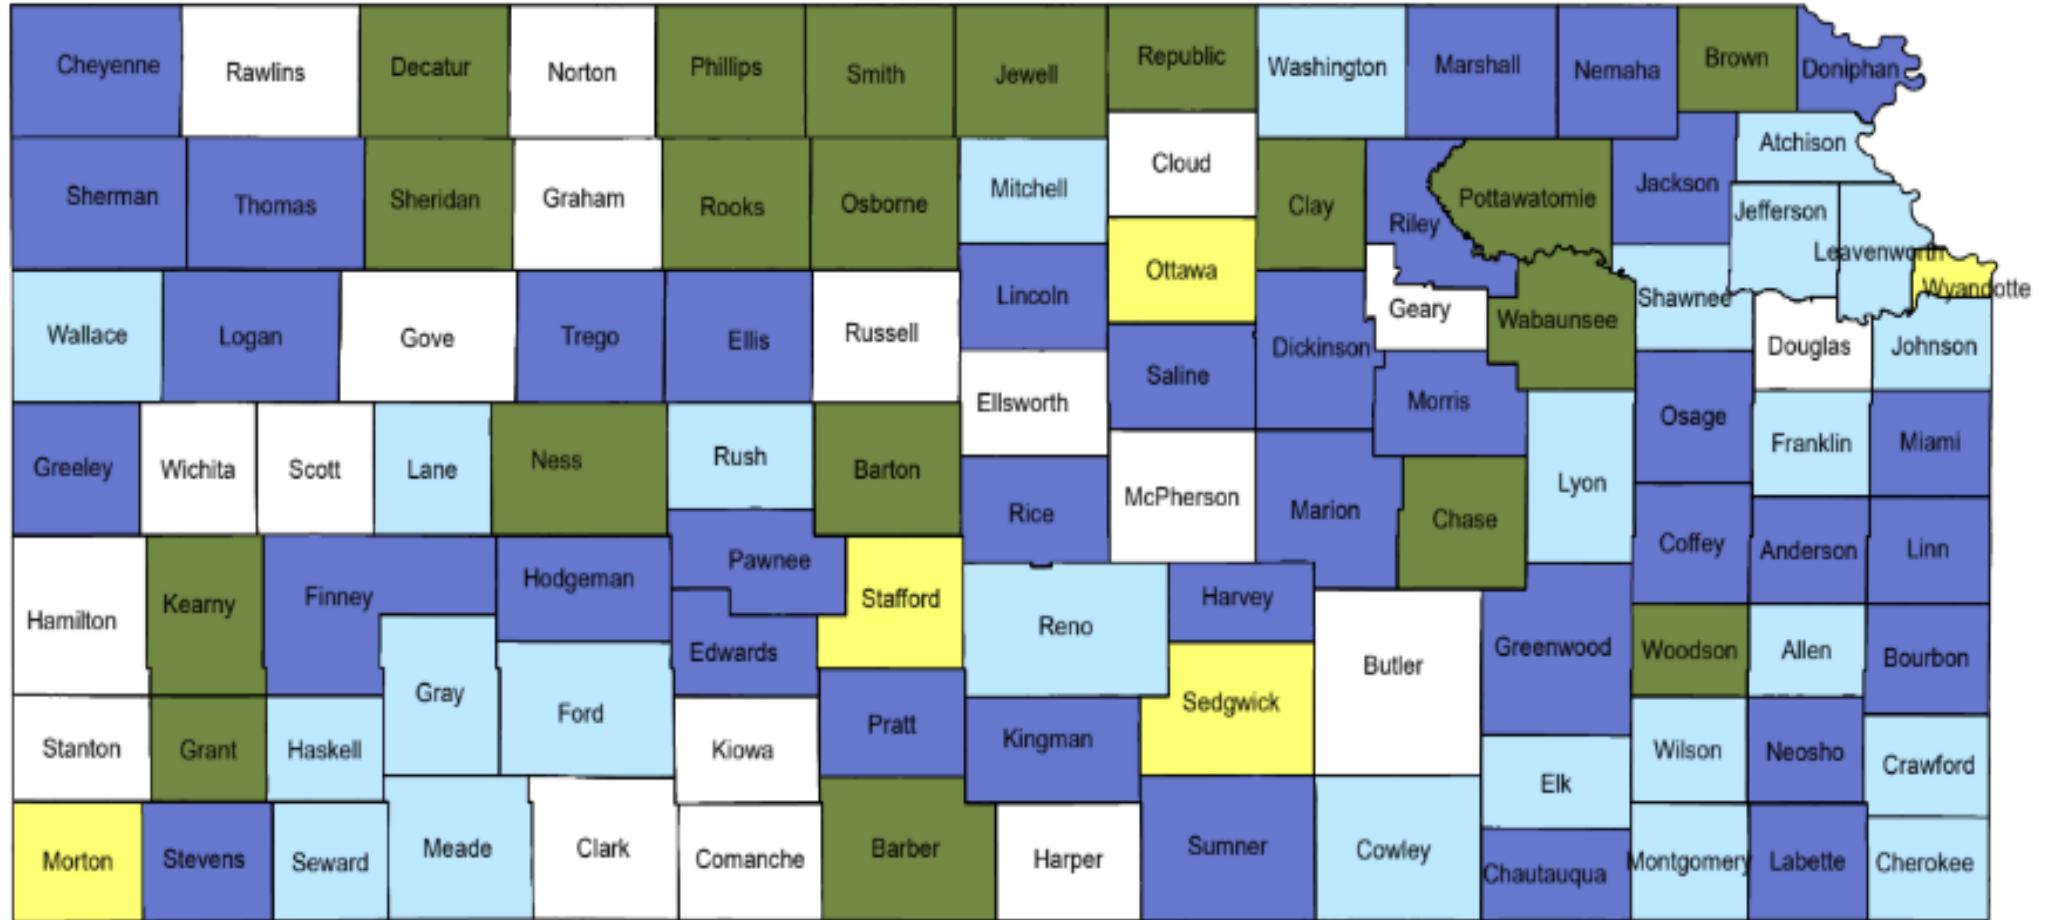 Cheyenne
Rawlins
Decatur
Norton
Phillips
Smith
Jewell
Republic
Washington
Marshall
Nemaha
Brown
Doniphan
Sherman
Thomas
Sheridan
Graham
Rooks
Osborne
Mitchell
Cloud
Clay
Riley
Pottawatomie
Jackson
Atchison
Jefferson
Leavenworth
Wyandotte
Wallace
Logan
Gove
Trego
Ellis
Russell
Lincoln
Ottawa
Saline
Dickinson
Geary
Wabaunsee
Shawnee
Douglas
Johnson
Greeley
Wichita
Scott
Lane
Ness
Rush
Barton
Ellsworth
Rice
McPherson
Marion
Morris
Chase
Lyon
Osage
Franklin
Miami
Coffey
Anderson
Linn
Hamilton
Kearny
Finney
Hodgeman
Pawnee
Edwards
Stafford
Reno
Harvey
Sedgwick
Butler
Greenwood
Woodson
Allen
Bourbon
Stanton
Grant
Haskell
Gray
Ford
Kiowa
Pratt
Kingman
Elk
Wilson
Neosho
Crawford
Morton
Stevens
Seward
Meade
Clark
Comanche
Barber
Harper
Sumner
Cowley
Chautauqua
Montgomery
Labette
Cherokee